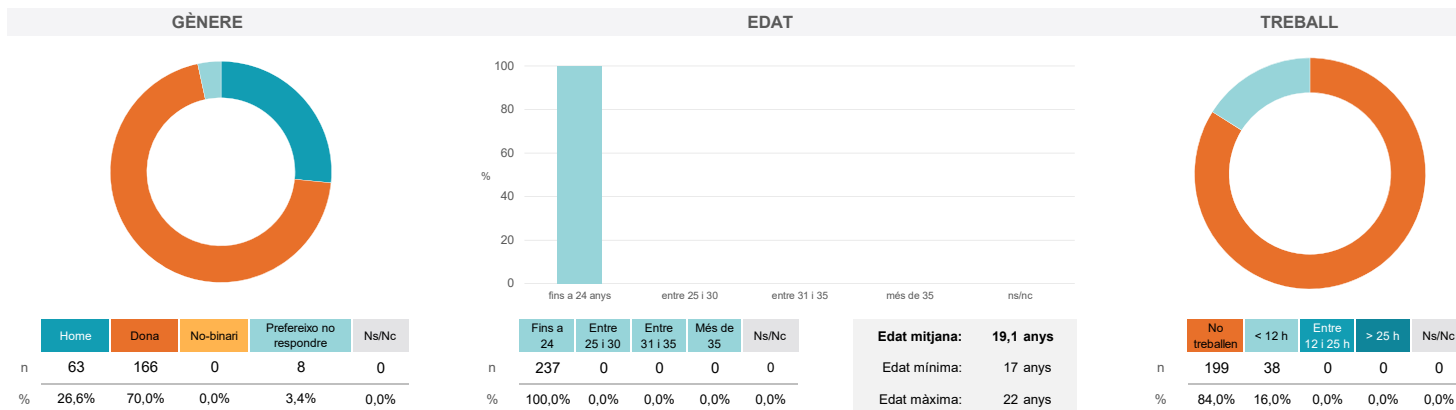 GÈNERE
EDAT
TREBALL
100
80
60
%
40
20
0
fins a 24 anys
entre 25 i 30
entre 31 i 35
més de 35
ns/nc
Home
Dona
No-binari
Prefereixo no
respondre
Ns/Nc
n
63
166
0
8
0
%
26,6%
70,0%
0,0%
3,4%
0,0%
Fins a
24
Entre
25 i 30
Entre
31 i 35
Més de
35
Ns/Nc
n
237
0
0
0
0
%
100,0%
0,0%
0,0%
0,0%
0,0%
Edat mitjana: 19,1 anys
Edat mínima: 17 anys
Edat màxima: 22 anys
No
treballen
< 12 h
Entre
12 i 25 h
> 25 h
Ns/Nc
n
199
38
0
0
0
%
84,0%
16,0%
0,0%
0,0%
0,0%